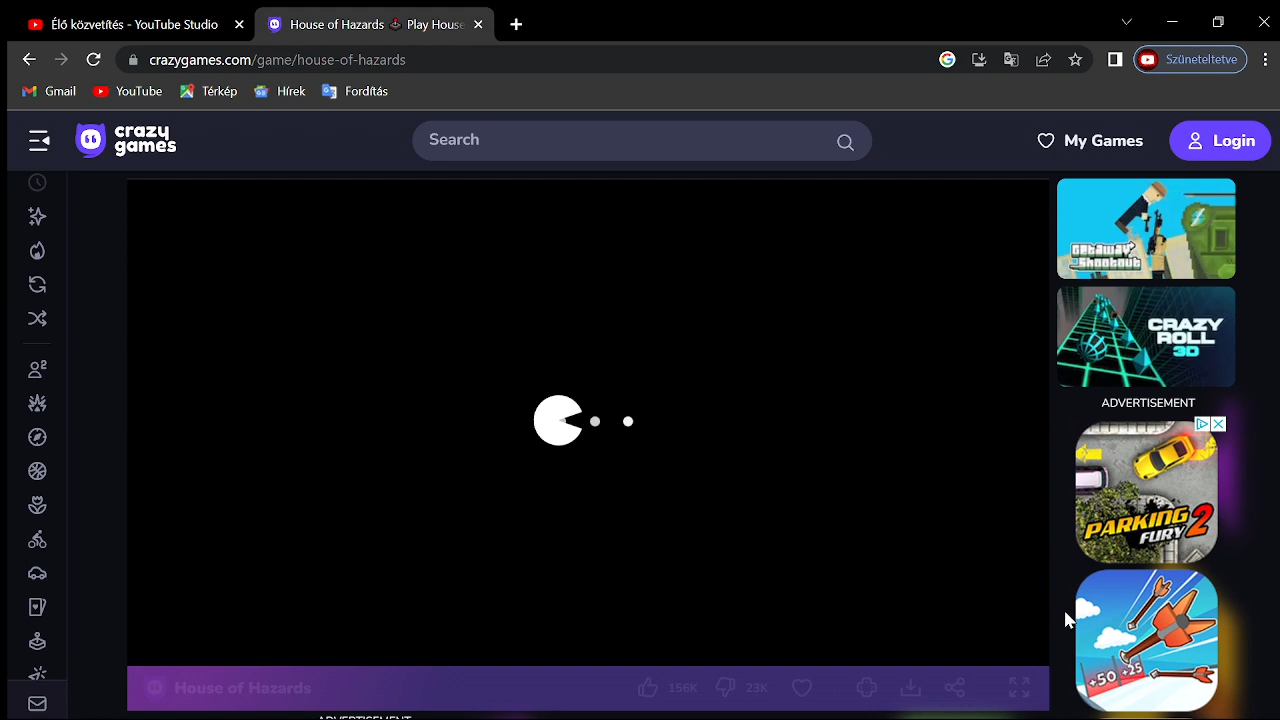 Élő közvetítés - YouTube Studio
House of Hazards 🕹 Play House
crazygames.com/game/house-of-hazards
Szüneteltetve
Gmail
YouTube
Térkép
Hírek
Fordítás
crazy
games
Search
My Games
Login
Getaway
Shootout
CRAZY
ROLL
3D
ADVERTISEMENT
PARKING
FURY 2
+50 +25
House of Hazards
156K
23K
ADVERTISEMENT